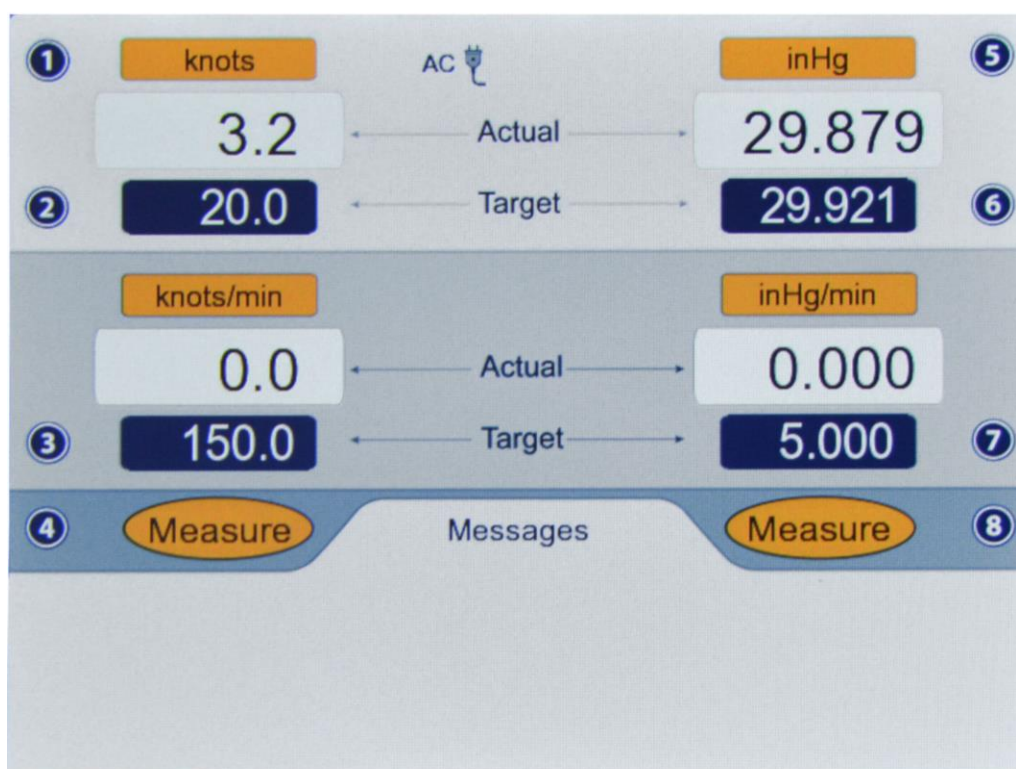 1 knots AC inHg 5
3.2 Actual 29.879
2 20.0 Target 29.921 6
knots/min inHg/min
0.0 Actual 0.000
3 150.0 Target 5.000 7
4 Measure Messages Measure 8